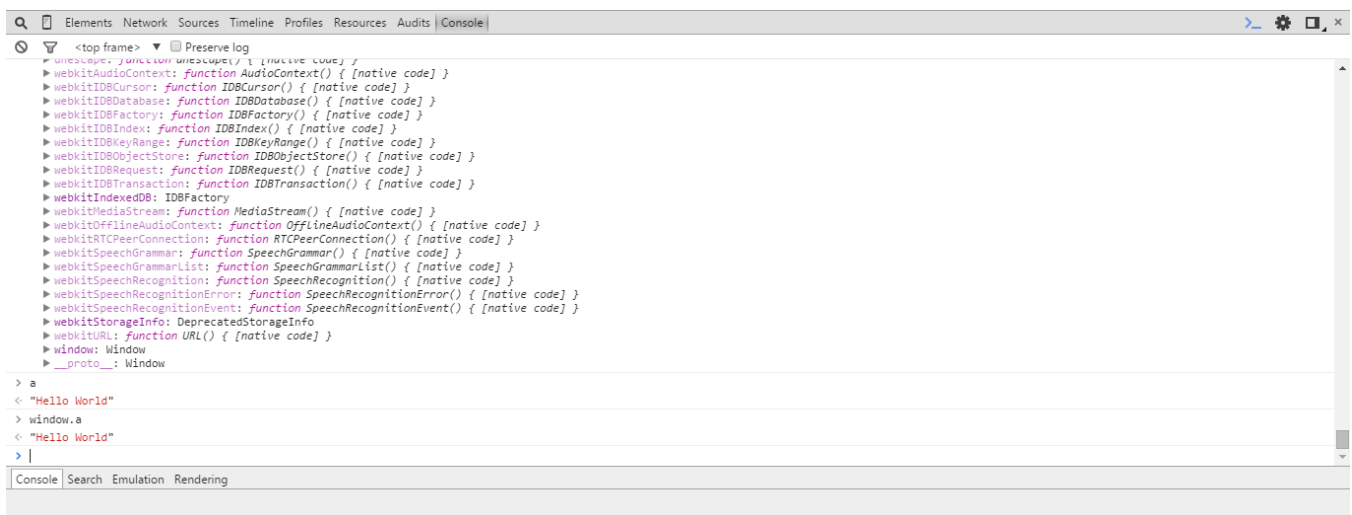 Elements Network Sources Timeline Profiles Resources Audits Console
<top frame> ▼ Preserve log
unescape: function unescape() { [native code] }
webkitAudioContext: function AudioContext() { [native code] }
webkitIDBCursor: function IDBCursor() { [native code] }
webkitIDBDatabase: function IDBDatabase() { [native code] }
webkitIDBFactory: function IDBFactory() { [native code] }
webkitIDBIndex: function IDBIndex() { [native code] }
webkitIDBKeyRange: function IDBKeyRange() { [native code] }
webkitIDBObjectStore: function IDBObjectStore() { [native code] }
webkitIDBRequest: function IDBRequest() { [native code] }
webkitIDBTransaction: function IDBTransaction() { [native code] }
webkitIndexedDB: IDBFactory
webkitMediaStream: function MediaStream() { [native code] }
webkitOfflineAudioContext: function OfflineAudioContext() { [native code] }
webkitRTCPeerConnection: function RTCPeerConnection() { [native code] }
webkitSpeechGrammar: function SpeechGrammar() { [native code] }
webkitSpeechGrammarList: function SpeechGrammarList() { [native code] }
webkitSpeechRecognition: function SpeechRecognition() { [native code] }
webkitSpeechRecognitionError: function SpeechRecognitionError() { [native code] }
webkitSpeechRecognitionEvent: function SpeechRecognitionEvent() { [native code] }
webkitStorageInfo: DeprecatedStorageInfo
webkitURL: function URL() { [native code] }
window: Window
__proto__: Window
> a
"Hello World"
> window.a
"Hello World"
>
Console Search Emulation Rendering